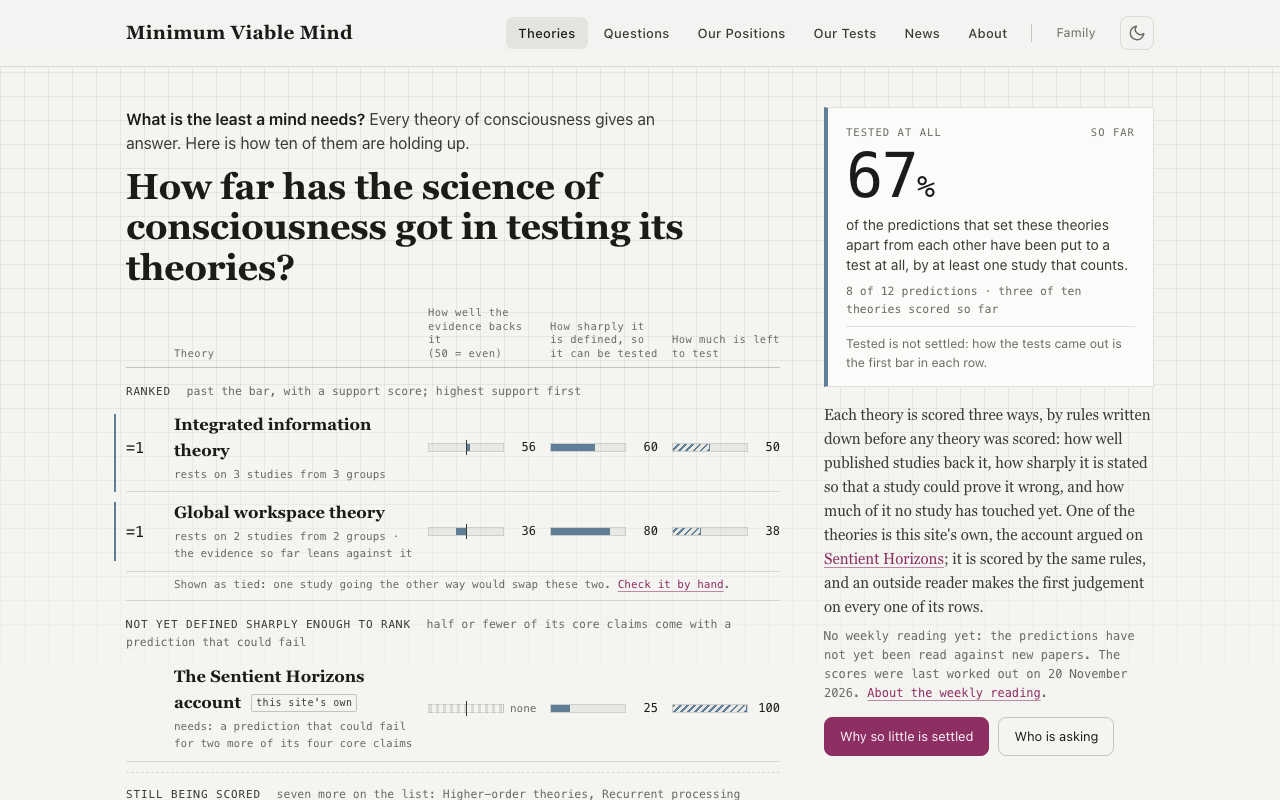 Minimum Viable Mind
Theories
Questions
Our Positions
Our Tests
News
About
Family
What is the least a mind needs? Every theory of consciousness gives an
answer. Here is how ten of them are holding up.
How far has the science of
consciousness got in testing its
theories?
Theory
How well the
evidence backs
it
(50 = even)
How sharply it
is defined, so
it can be tested
How much is left
to test
RANKED past the bar, with a support score; highest support first
=1
Integrated information
theory
rests on 3 studies from 3 groups
56
60
50
=1
Global workspace theory
rests on 2 studies from 2 groups ·
the evidence so far leans against it
36
80
38
Shown as tied: one study going the other way would swap these two. Check it by hand.
NOT YET DEFINED SHARPLY ENOUGH TO RANK half or fewer of its core claims come with a
prediction that could fail
The Sentient Horizons
account this site's own
needs: a prediction that could fail
for two more of its four core claims
none
25
100
STILL BEING SCORED seven more on the list: Higher-order theories, Recurrent processing
TESTED AT ALL
SO FAR
67%
of the predictions that set these theories
apart from each other have been put to a
test at all, by at least one study that counts.
8 of 12 predictions · three of ten
theories scored so far
Tested is not settled: how the tests came out is
the first bar in each row.
Each theory is scored three ways, by rules written
down before any theory was scored: how well
published studies back it, how sharply it is stated
so that a study could prove it wrong, and how
much of it no study has touched yet. One of the
theories is this site's own, the account argued on
Sentient Horizons; it is scored by the same rules,
and an outside reader makes the first judgement
on every one of its rows.
No weekly reading yet: the predictions have
not yet been read against new papers. The
scores were last worked out on 20 November
2026. About the weekly reading.
Why so little is settled
Who is asking